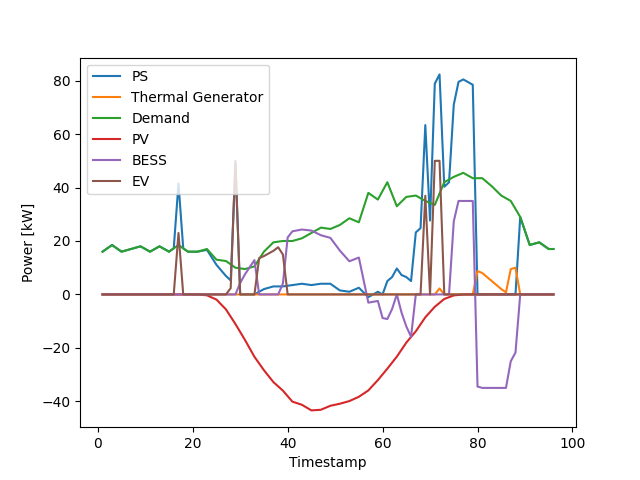 PS
Thermal Generator
Demand
PV
BESS
EV
80
60
40
20
0
−20
−40
Power [kW]
0 20 40 60 80 100
Timestamp